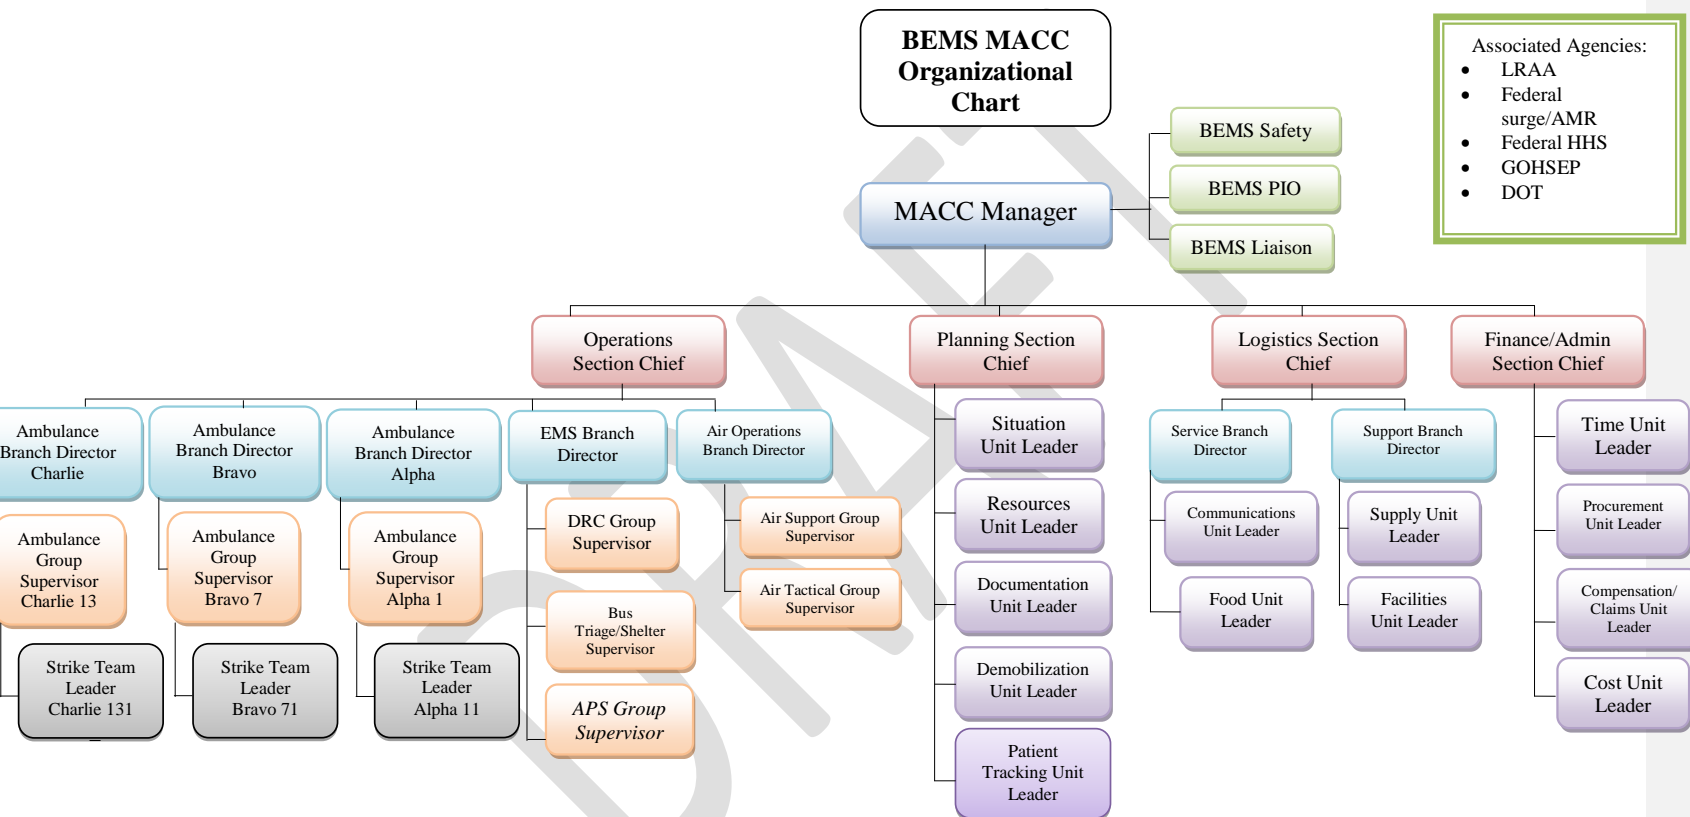 BEMS MACC
Organizational
Chart
Associated Agencies:
• LRAA
• Federal
surge/AMR
• Federal HHS
• GOHSEP
• DOT
BEMS Safety
BEMS PIO
BEMS Liaison
MACC Manager
Operations
Section Chief
Planning Section
Chief
Logistics Section
Chief
Finance/Admin
Section Chief
Ambulance
Branch Director
Charlie
Ambulance
Branch Director
Bravo
Ambulance
Branch Director
Alpha
EMS Branch
Director
Air Operations
Branch Director
Ambulance
Group
Supervisor
Charlie 13
Ambulance
Group
Supervisor
Bravo 7
Ambulance
Group
Supervisor
Alpha 1
DRC Group
Supervisor
Bus
Triage/Shelter
Supervisor
APS Group
Supervisor
Air Support Group
Supervisor
Air Tactical Group
Supervisor
Strike Team
Leader
Charlie 131
Strike Team
Leader
Bravo 71
Strike Team
Leader
Alpha 11
Situation
Unit Leader
Resources
Unit Leader
Documentation
Unit Leader
Demobilization
Unit Leader
Patient
Tracking Unit
Leader
Service Branch
Director
Support Branch
Director
Communications
Unit Leader
Food Unit
Leader
Supply Unit
Leader
Facilities
Unit Leader
Time Unit
Leader
Procurement
Unit Leader
Compensation/
Claims Unit
Leader
Cost Unit
Leader
DRAFT